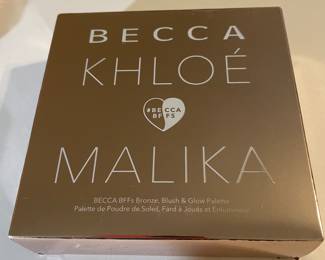 BECCA
KHLOÉ
#BECCA
BFFS
MALIKA
BECCA BFFs Bronze, Blush & Glow Palette
Palette de Poudre de Soleil, Fard à Joues et Enlumineur